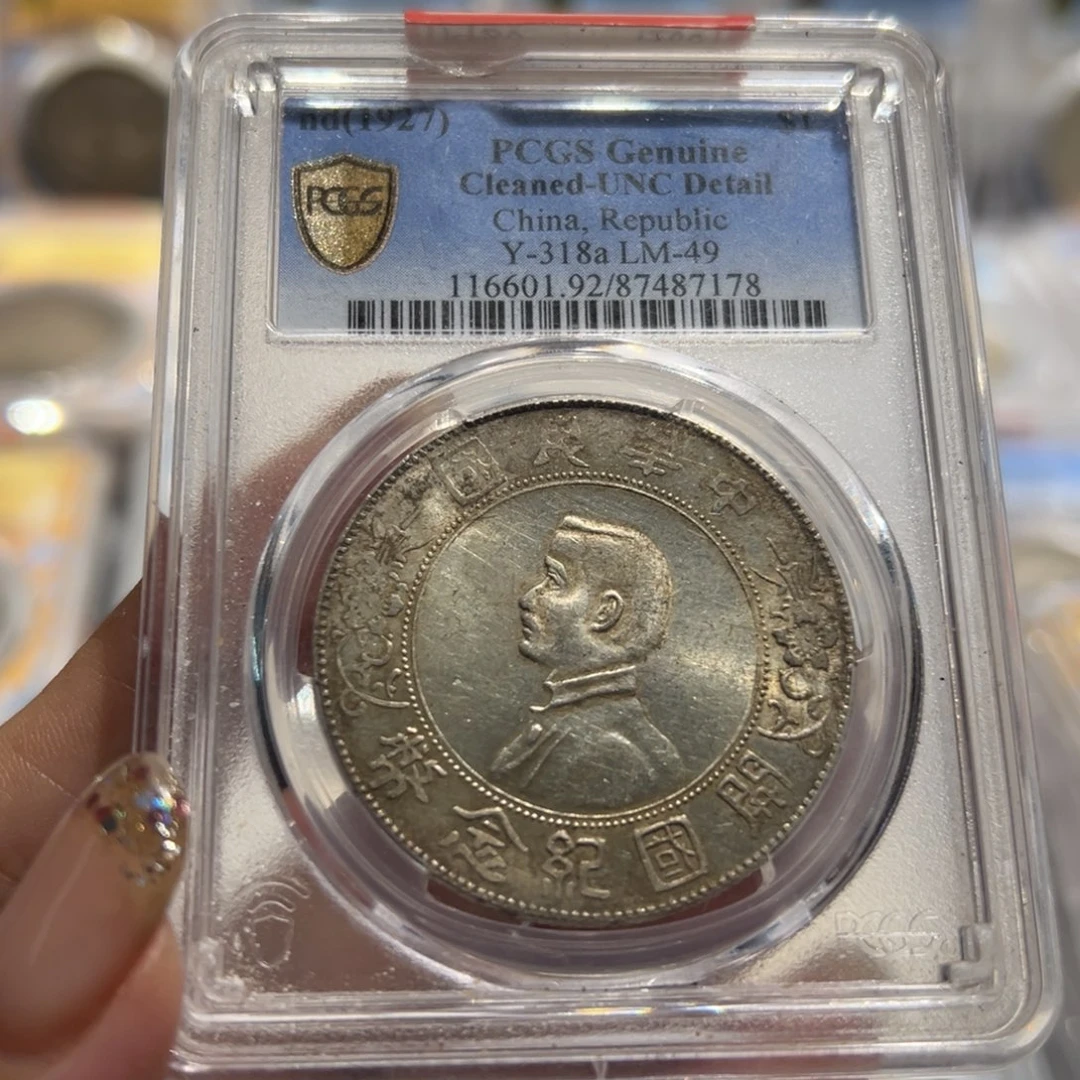 nd(1927) $1
PCGS Genuine
Cleaned-UNC Detail
China, Republic
Y-318a LM-49
116601.92/87487178
PCGS
國民華中
幣念紀國開
PCGS